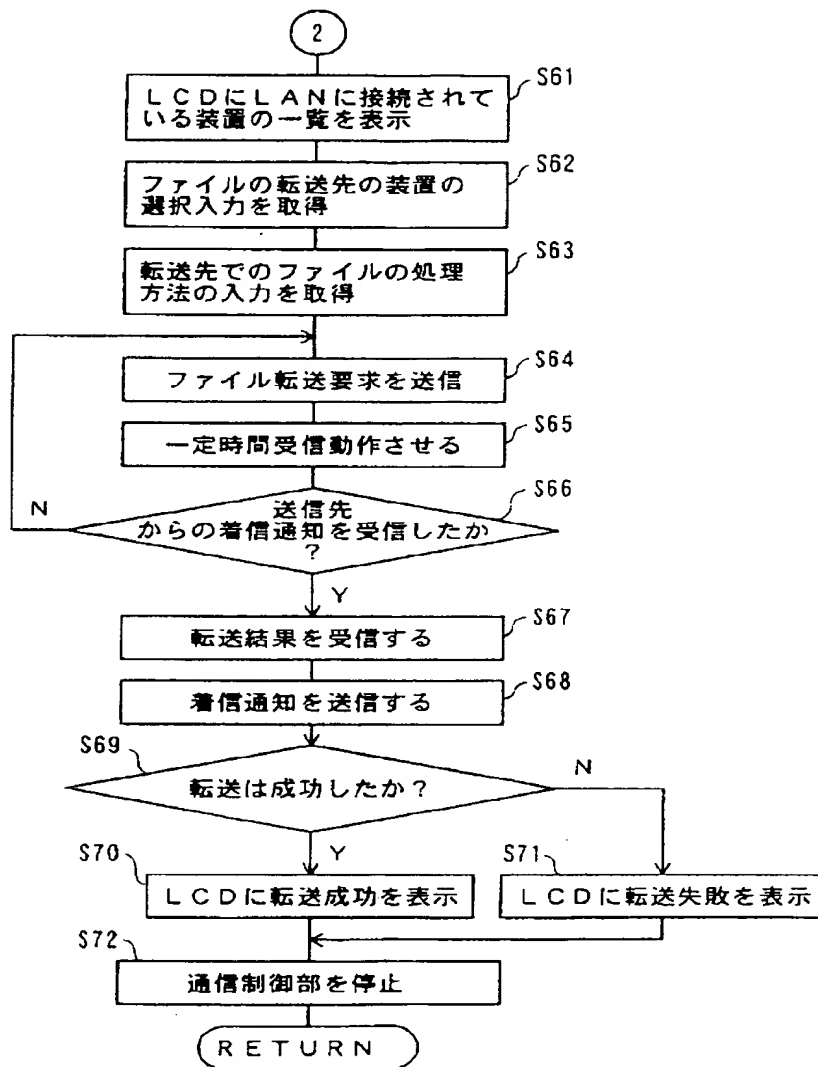 2
S61
LCDにLANに接続されて
いる装置の一覧を表示
S62
ファイルの転送先の装置の
選択入力を取得
S63
転送先でのファイルの処理
方法の入力を取得
S64
ファイル転送要求を送信
S65
一定時間受信動作させる
S66
送信先
からの着信通知を受信したか
?
N
Y
S67
転送結果を受信する
S68
着信通知を送信する
S69
転送は成功したか?
N
Y
S70
LCDに転送成功を表示
S71
LCDに転送失敗を表示
S72
通信制御部を停止
RETURN